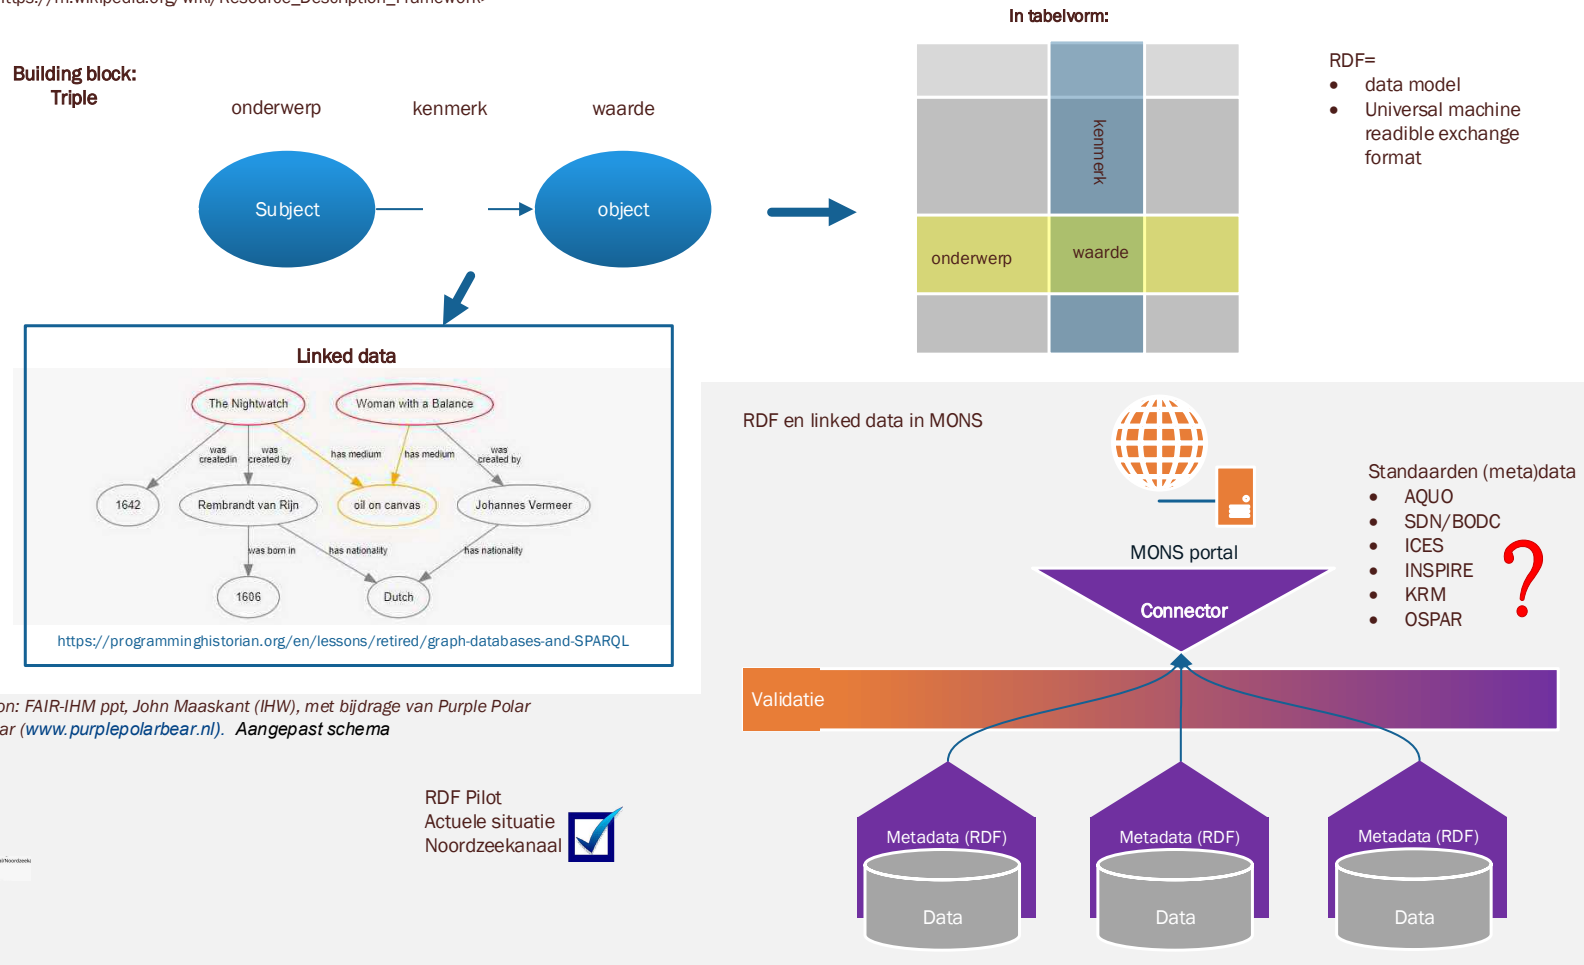 https://m.wikipedia.org/wiki/Resource_Description_Framework>
In tabelvorm:
Building block:
Triple
onderwerp
kenmerk
waarde
Subject
object
kenmerk
onderwerp
waarde
RDF=
• data model
• Universal machine
readible exchange
format
Linked data
The Nightwatch
Woman with a Balance
was
createdin
was
created by
has medium
has medium
was
created by
1642
Rembrandt van Rijn
oil on canvas
Johannes Vermeer
was born in
has nationality
has nationality
1606
Dutch
https://programminghistorian.org/en/lessons/retired/graph-databases-and-SPARQL
on: FAIR-IHM ppt, John Maaskant (IHW), met bijdrage van Purple Polar
ar (www.purplepolarbear.nl). Aangepast schema
RDF Pilot
Actuele situatie
Noordzeekanaal
RDF en linked data in MONS
MONS portal
Connector
Standaarden (meta)data
• AQUO
• SDN/BODC
• ICES
• INSPIRE
• KRM
• OSPAR
?
Validatie
Metadata (RDF)
Metadata (RDF)
Metadata (RDF)
Data
Data
Data